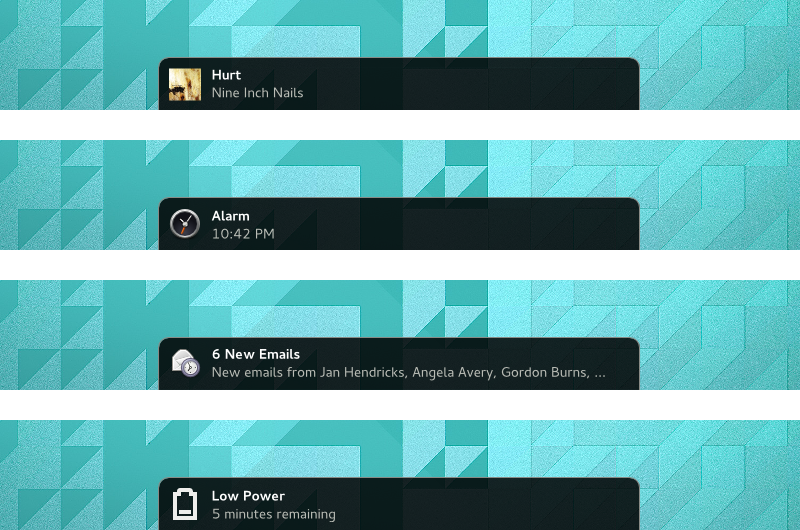 Hurt
Nine Inch Nails
Alarm
10:42 PM
6 New Emails
New emails from Jan Hendricks, Angela Avery, Gordon Burns, ...
Low Power
5 minutes remaining